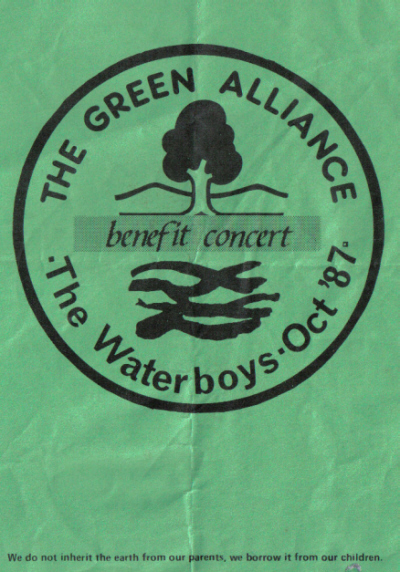 THE GREEN ALLIANCE
benefit concert
·The Waterboys·Oct '87·
We do not inherit the earth from our parents, we borrow it from our children.